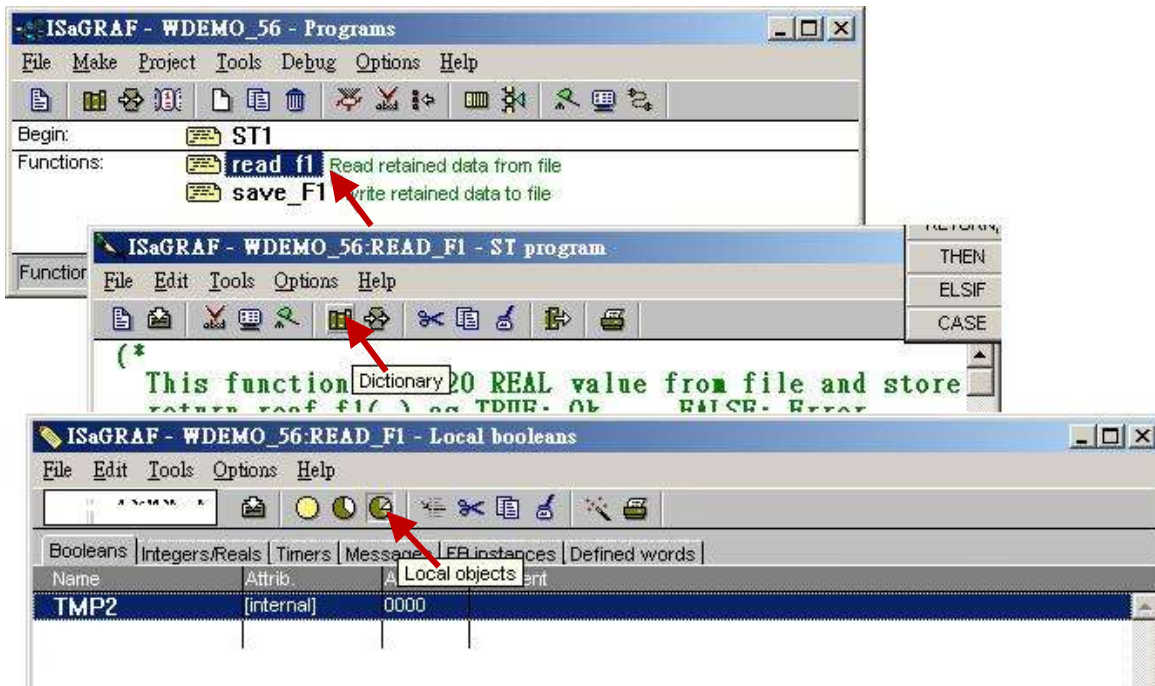 ISaGRAF - WDEMO_56 - Programs
File Make Project Tools Debug Options Help
Begin: ST1
Functions: read_f1 Read retained data from file
save_F1 write retained data to file
ISaGRAF - WDEMO_56:READ_F1 - ST program
THEN
File Edit Tools Options Help
ELSIF
CASE
(*
Dictionary
This function 20 REAL value from file and store
ISaGRAF - WDEMO_56:READ_F1 - Local booleans
File Edit Tools Options Help
Booleans Integers/Reals Timers Messages FB instances Defined words
Local objects
Name Attrib.
TMP2 [internal] 0000